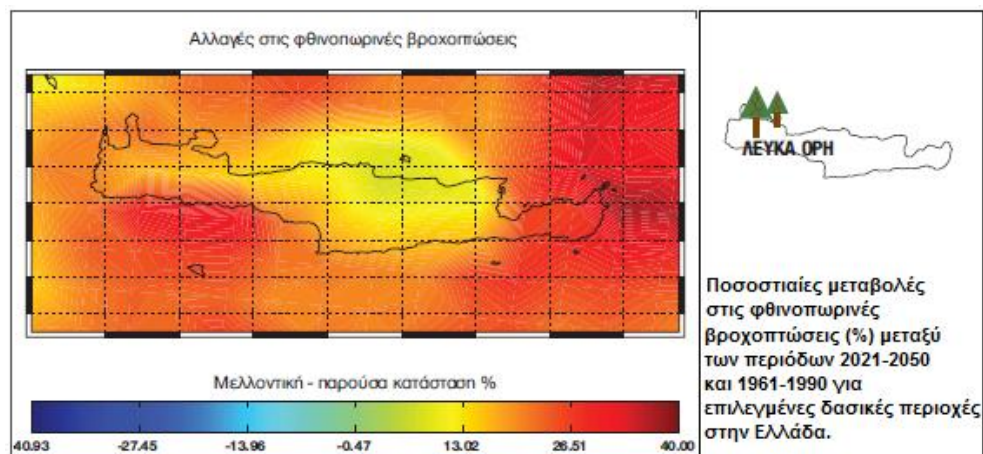 Αλλαγές στις φθινοπωρινές βροχοπτώσεις
Μελλοντική - παρούσα κατάσταση %
40.93 -27.45 -13.96 -0.47 13.02 26.51 40.00
ΛΕΥΚΑ ΟΡΗ
Ποσοστιαίες μεταβολές
στις φθινοπωρινές
βροχοπτώσεις (%) μεταξύ
των περιόδων 2021-2050
και 1961-1990 για
επιλεγμένες δασικές περιοχές
στην Ελλάδα.